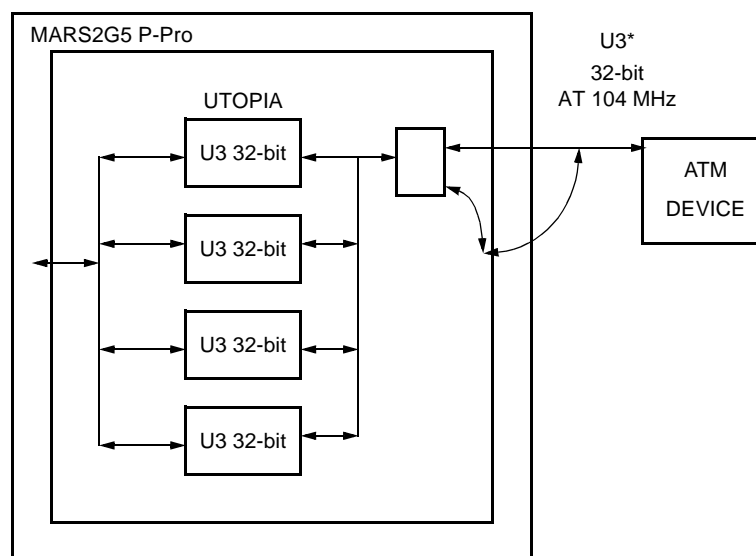 MARS2G5 P-Pro
U3*
32-bit
AT 104 MHz
UTOPIA
U3 32-bit
ATM
DEVICE
U3 32-bit
U3 32-bit
U3 32-bit